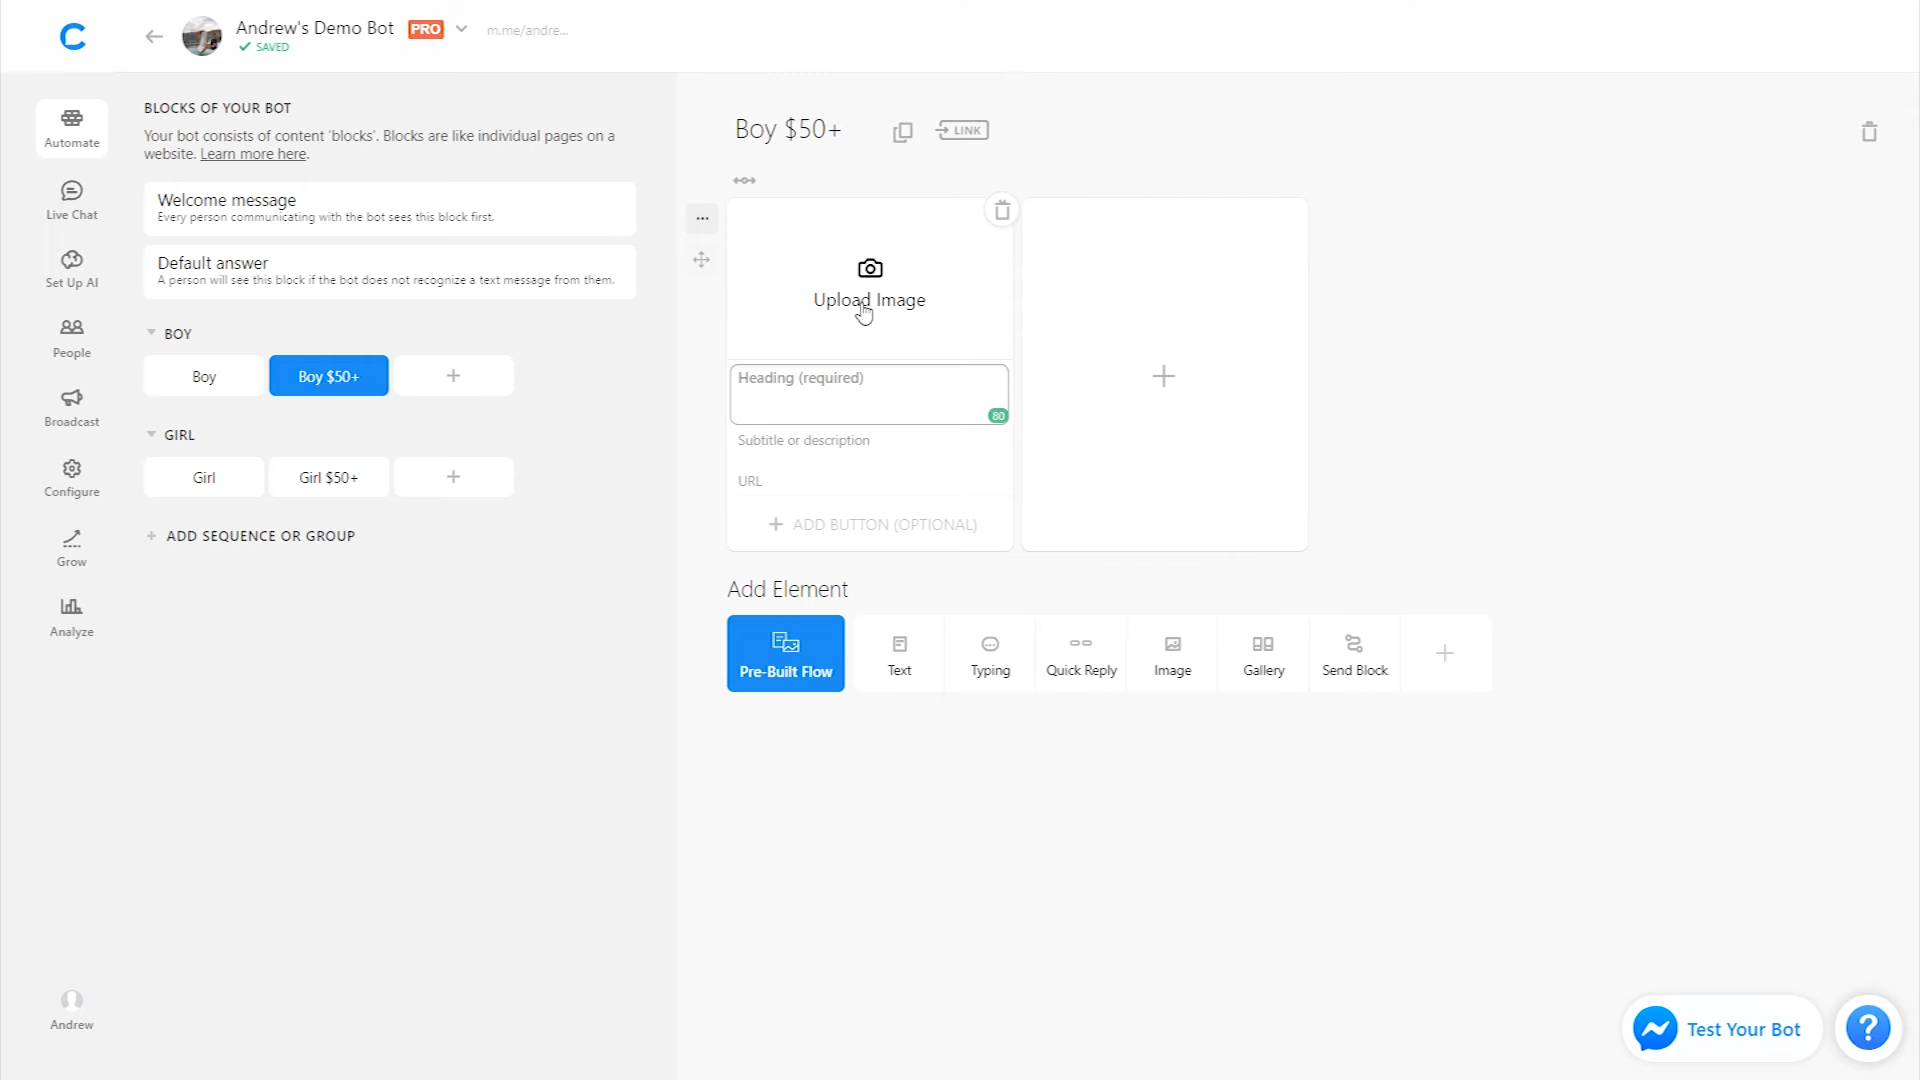 Andrew's Demo Bot PRO m.me/andre...
SAVED
Automate
Live Chat
Set Up AI
People
Broadcast
Configure
Grow
Analyze
Andrew
BLOCKS OF YOUR BOT
Your bot consists of content 'blocks'. Blocks are like individual pages on a
website. Learn more here.
Welcome message
Every person communicating with the bot sees this block first.
Default answer
A person will see this block if the bot does not recognize a text message from them.
BOY
Boy Boy $50+
GIRL
Girl Girl $50+
ADD SEQUENCE OR GROUP
Boy $50+ LINK
Upload Image
Heading (required)
80
Subtitle or description
URL
ADD BUTTON (OPTIONAL)
Add Element
Pre-Built Flow Text Typing Quick Reply Image Gallery Send Block
Test Your Bot